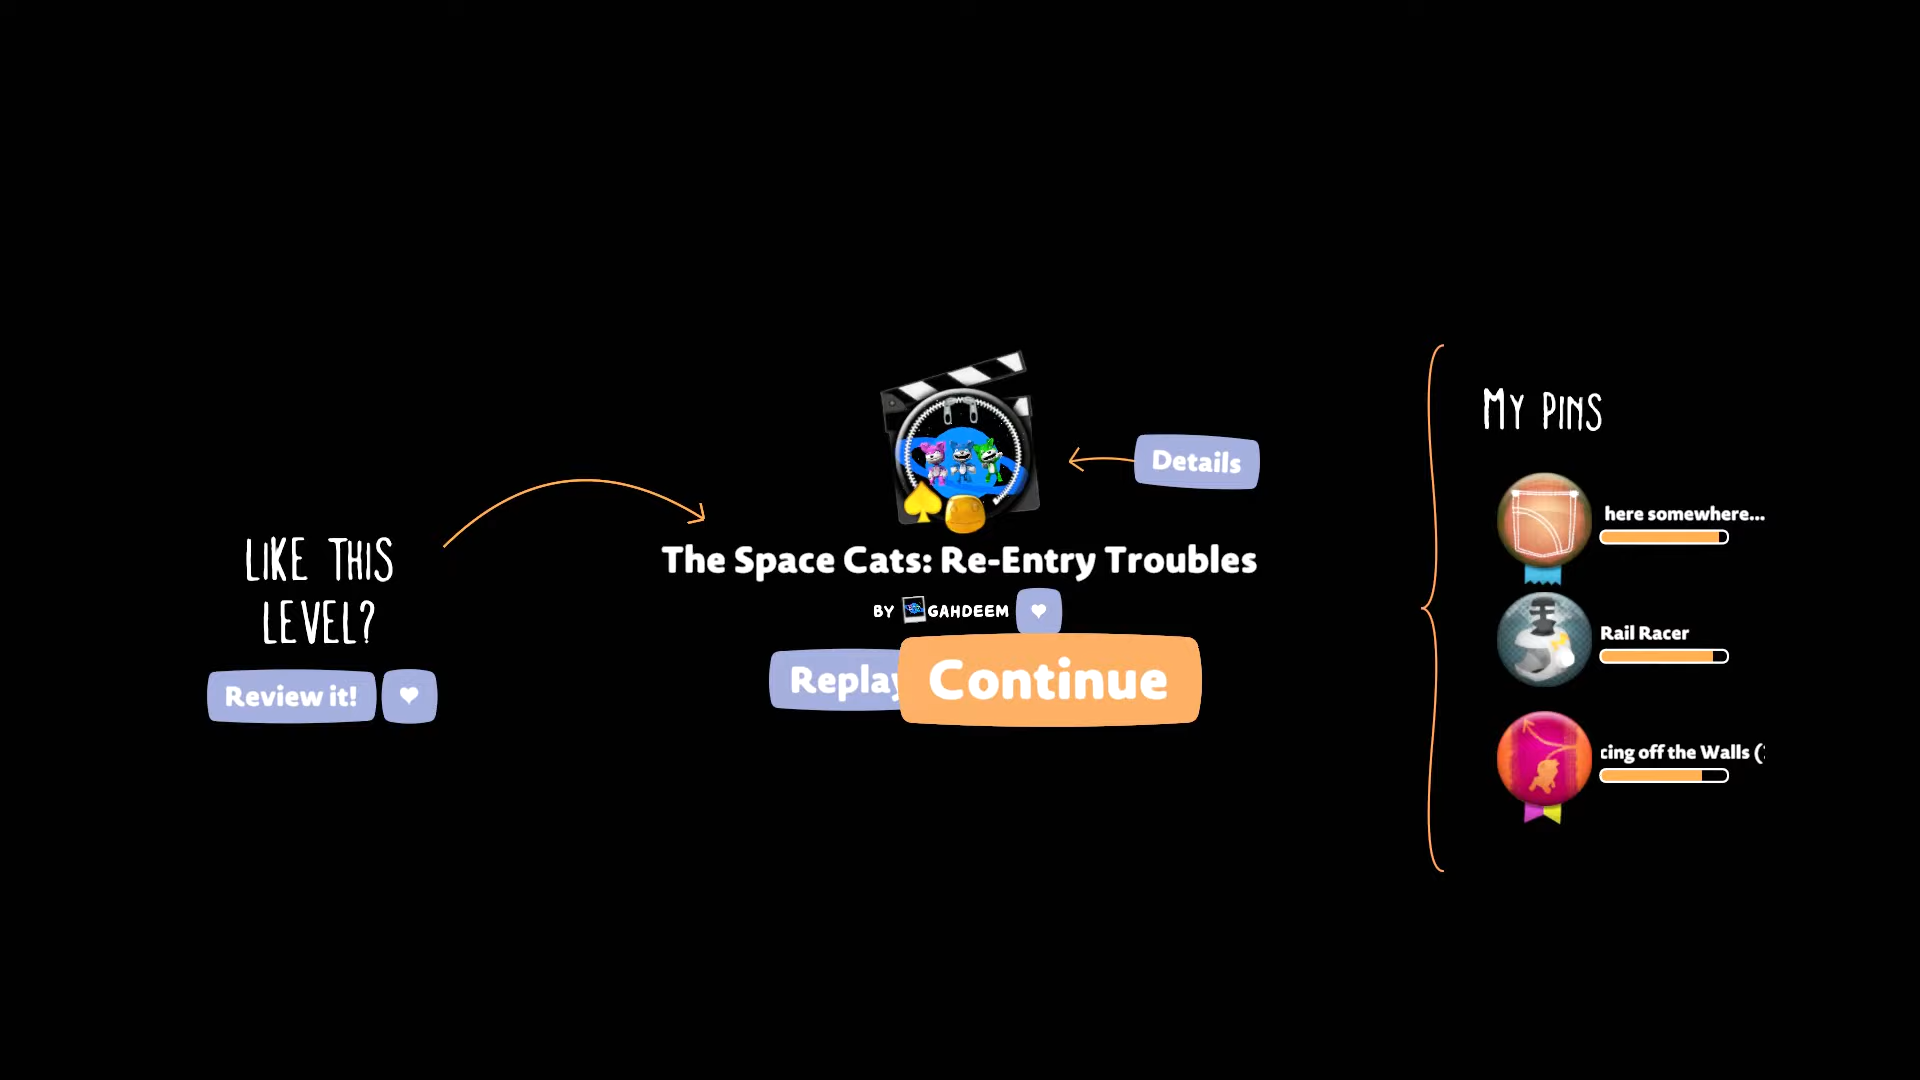 LIKE THIS
LEVEL?
Review it!
Details
The Space Cats: Re-Entry Troubles
BY GAHDEEM
Replay
Continue
MY PINS
here somewhere...
Rail Racer
cing off the Walls (